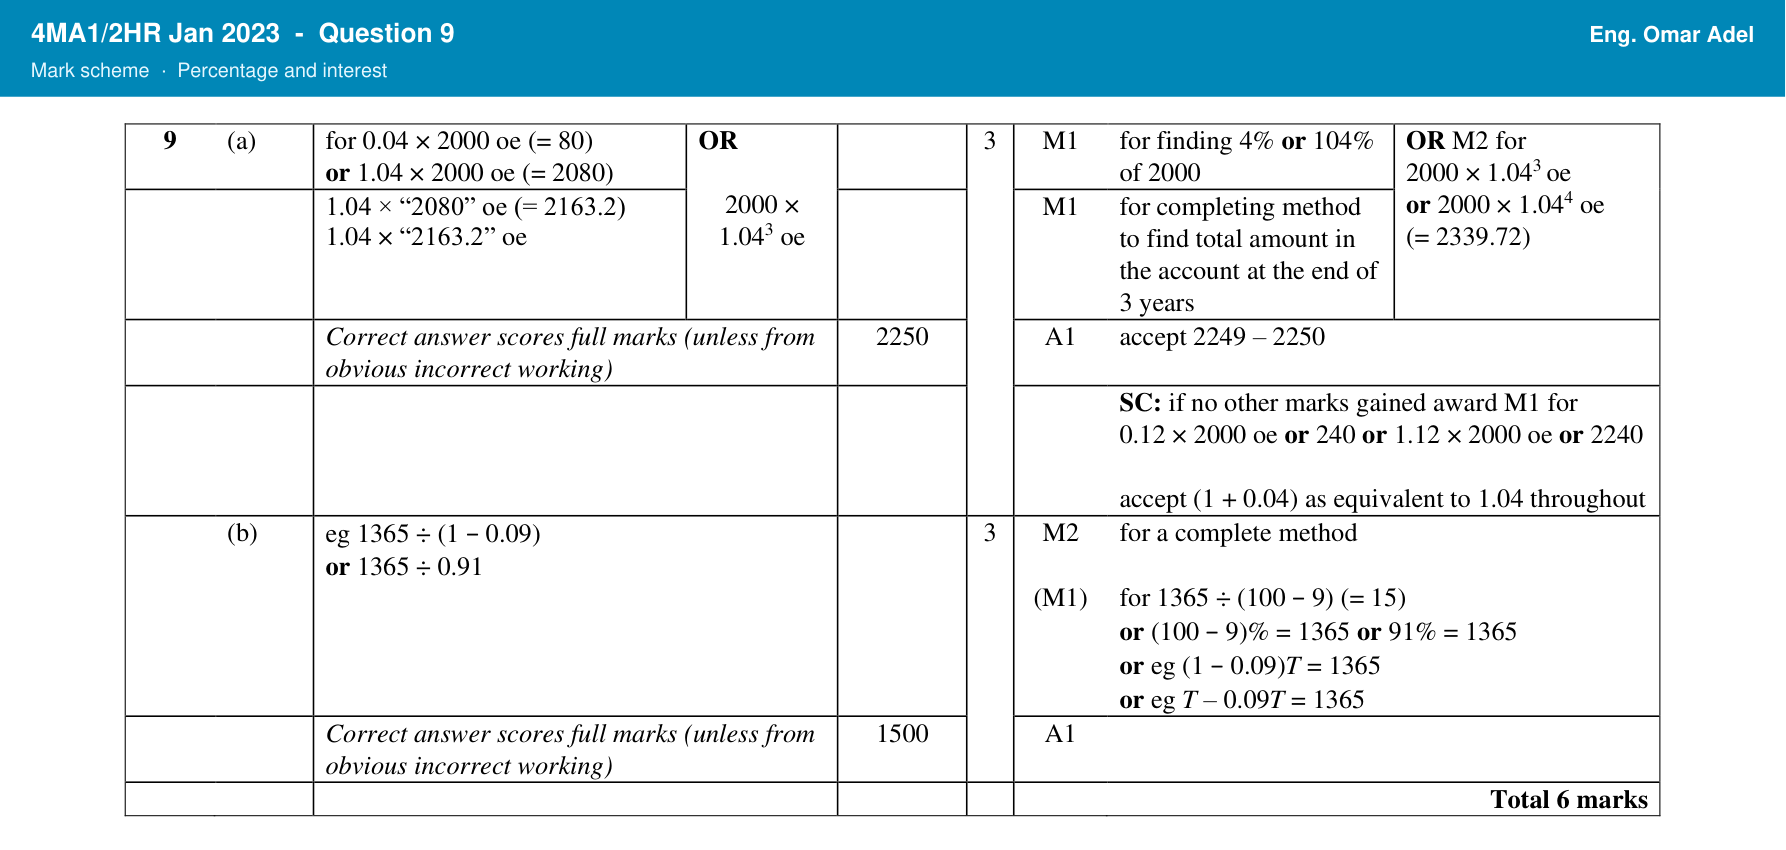 4MA1/2HR Jan 2023 - Question 9
Eng. Omar Adel
Mark scheme · Percentage and interest
9 (a) for 0.04 × 2000 oe (= 80)
or 1.04 × 2000 oe (= 2080)
OR
2000 ×
1.04³ oe
3
M1 for finding 4% or 104%
of 2000
OR M2 for
2000 × 1.04³ oe
or 2000 × 1.04⁴ oe
(= 2339.72)
1.04 × “2080” oe (= 2163.2)
1.04 × “2163.2” oe
M1 for completing method
to find total amount in
the account at the end of
3 years
Correct answer scores full marks (unless from
obvious incorrect working)
2250
A1 accept 2249 – 2250
SC: if no other marks gained award M1 for
0.12 × 2000 oe or 240 or 1.12 × 2000 oe or 2240
accept (1 + 0.04) as equivalent to 1.04 throughout
(b) eg 1365 ÷ (1 − 0.09)
or 1365 ÷ 0.91
3
M2 for a complete method
(M1) for 1365 ÷ (100 − 9) (= 15)
or (100 − 9)% = 1365 or 91% = 1365
or eg (1 − 0.09)T = 1365
or eg T – 0.09T = 1365
Correct answer scores full marks (unless from
obvious incorrect working)
1500
A1
Total 6 marks